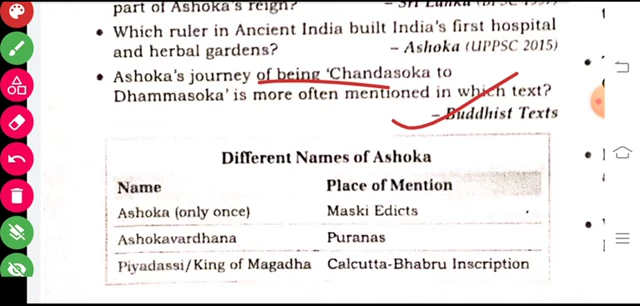 part of Ashoka's reign? – Sri Lanka
• Which ruler in Ancient India built India's first hospital
and herbal gardens? – Ashoka (UPPSC 2015)
• Ashoka's journey of being 'Chandasoka to
Dhammasoka' is more often mentioned in which text?
– Buddhist Texts
Different Names of Ashoka
Name Place of Mention
Ashoka (only once) Maski Edicts
Ashokavardhana Puranas
Piyadassi/King of Magadha Calcutta-Bhabru Inscription